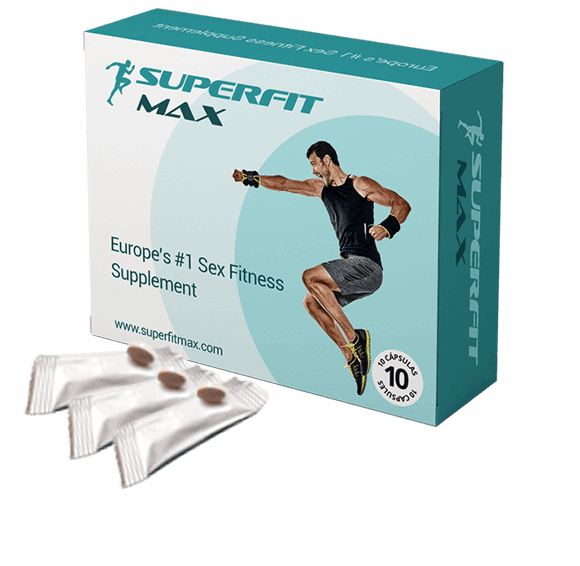 Europe's #1 Sex Fitness Supplement
SUPERFIT
MAX
Europe's #1 Sex Fitness
Supplement
www.superfitmax.com
10 CÁPSULAS
10
10 CAPSULES
SUPERFIT
MAX